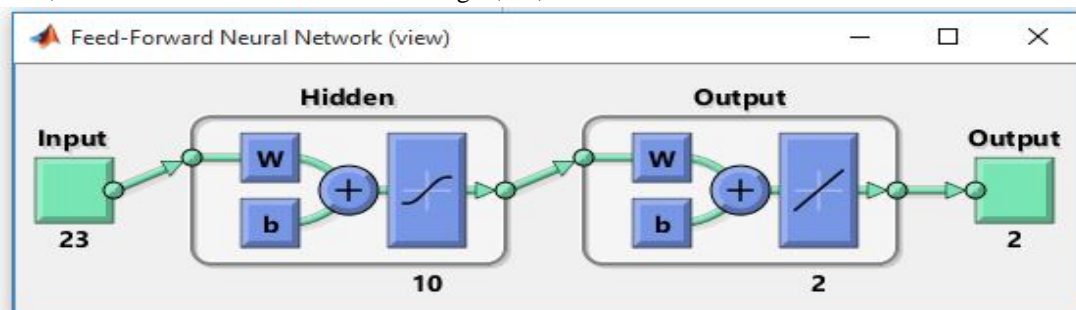 Feed-Forward Neural Network (view)
Hidden
Output
Input
Output
W
W
+
+
b
b
23
2
10
2